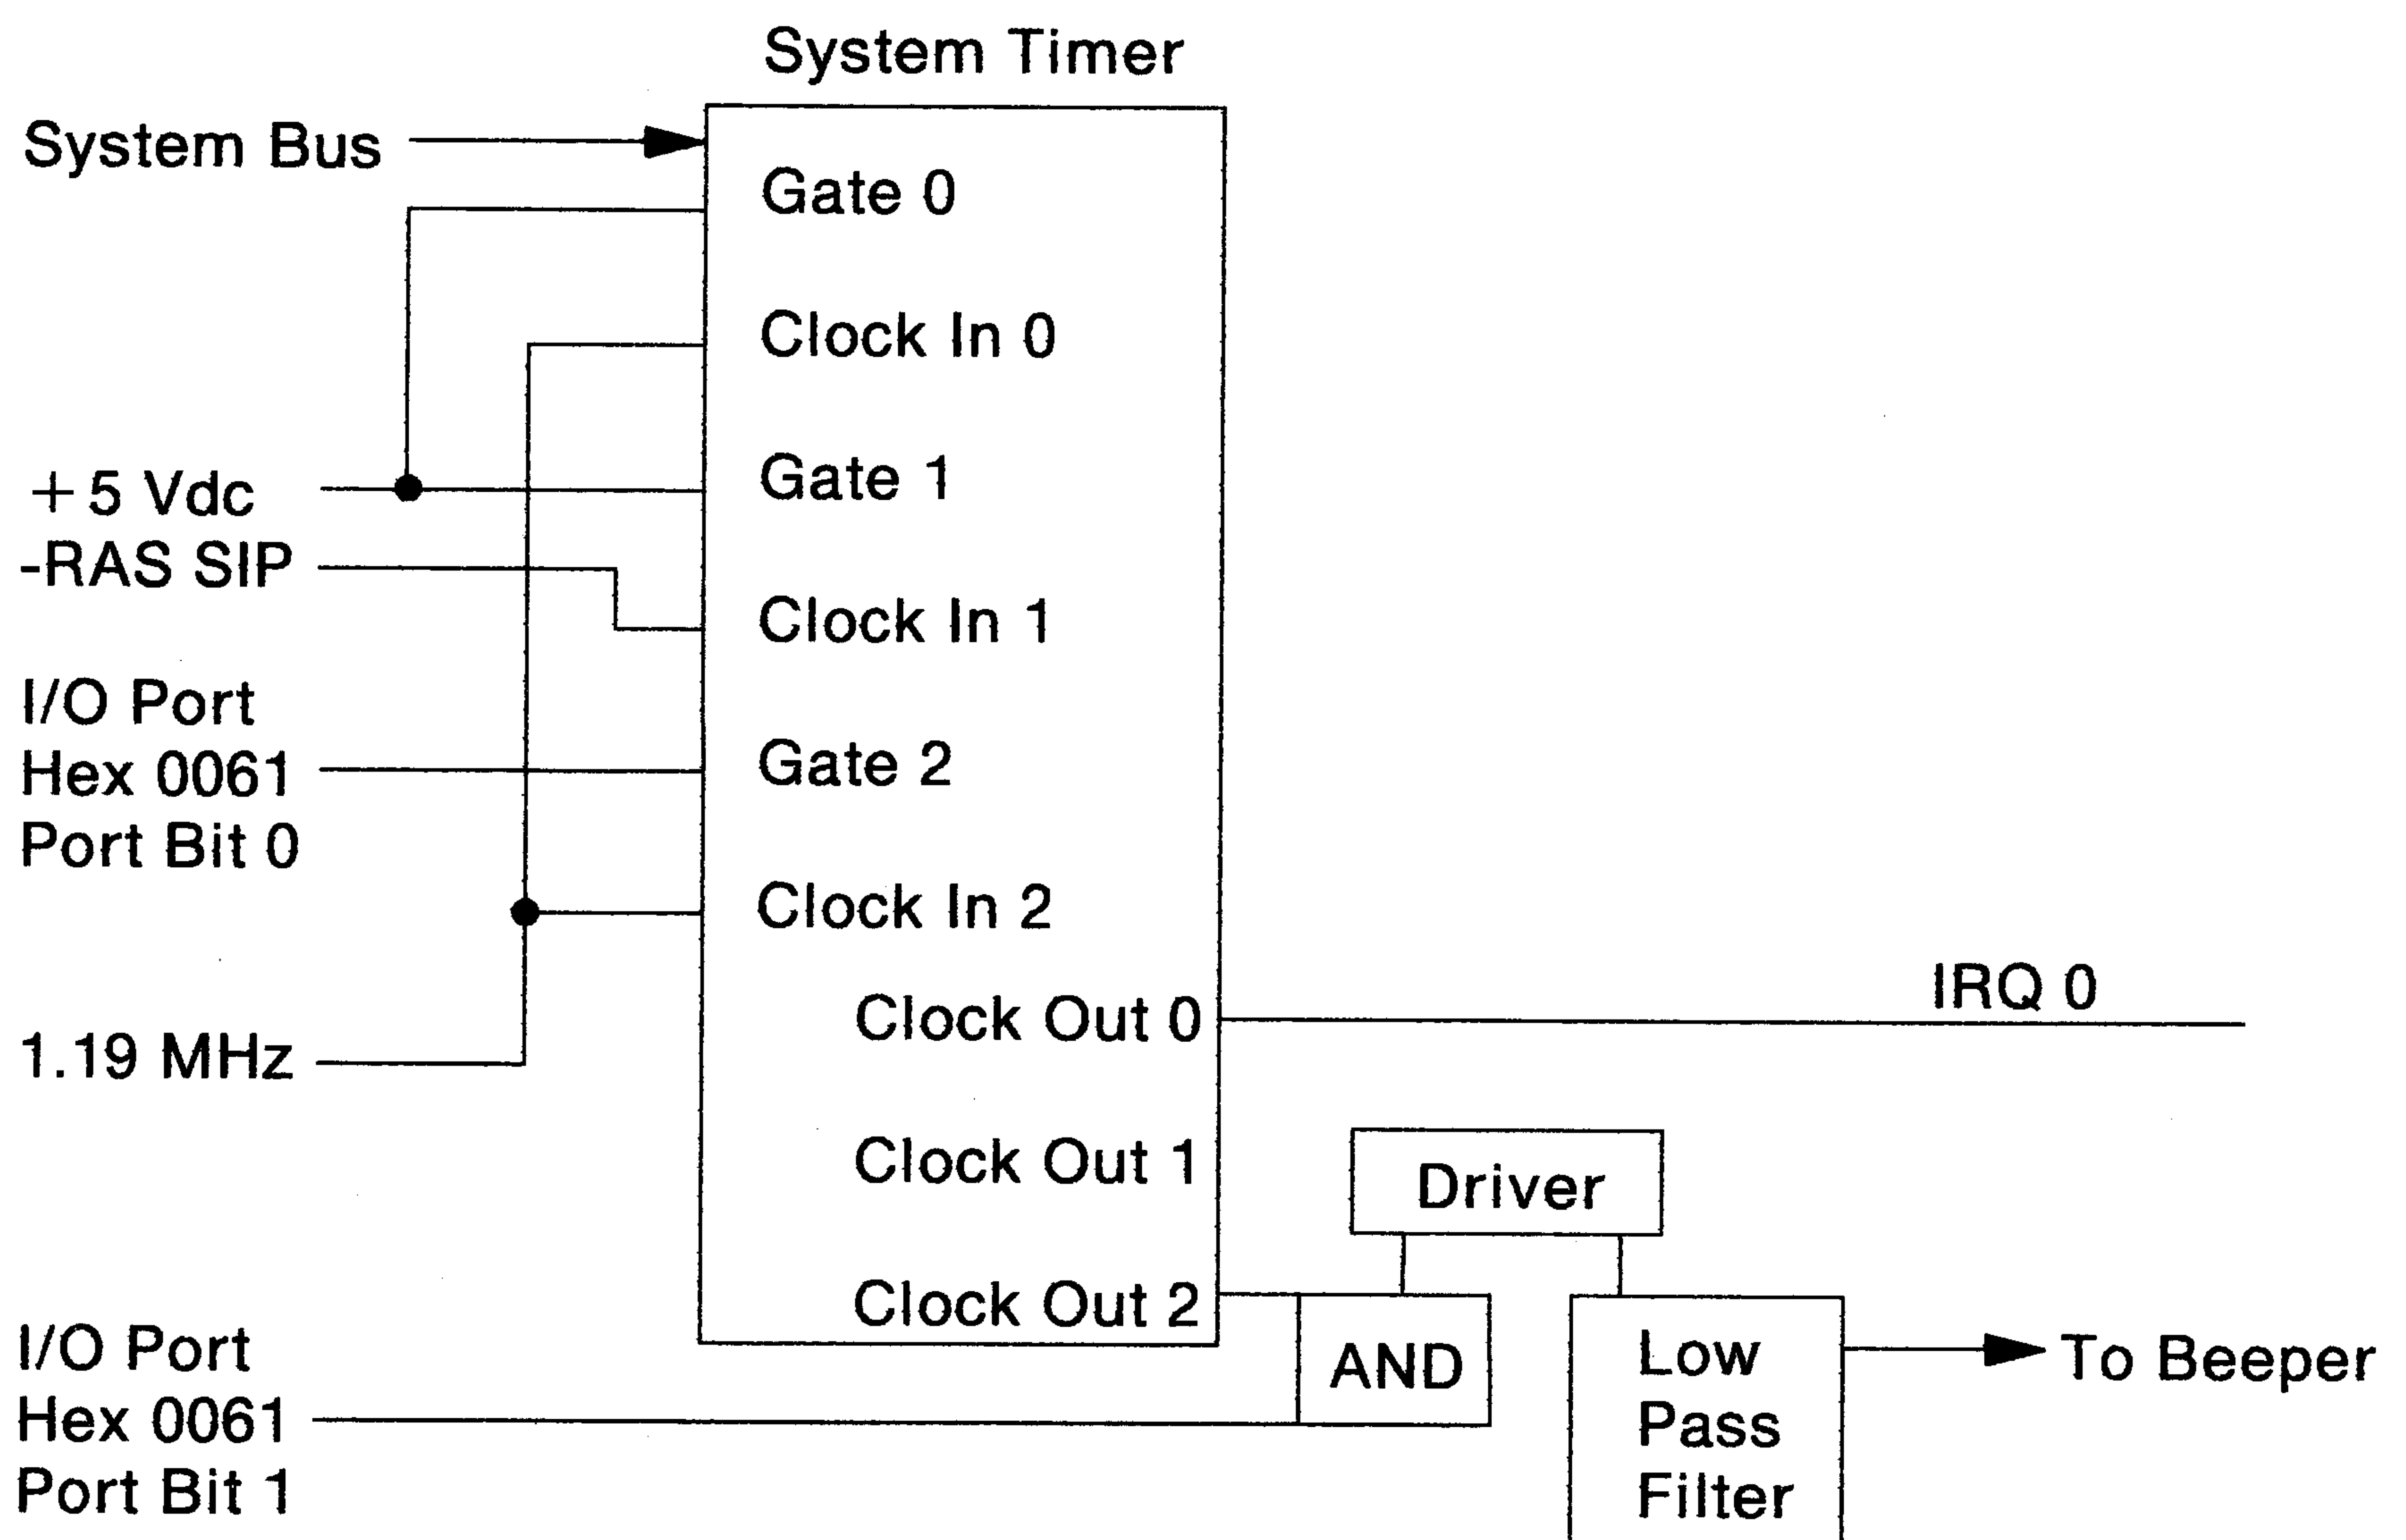 System Timer
System Bus
Gate 0
Clock In 0
+5 Vdc
Gate 1
-RAS SIP
Clock In 1
I/O Port
Hex 0061
Port Bit 0
Gate 2
Clock In 2
1.19 MHz
Clock Out 0
IRQ 0
Clock Out 1
Driver
Clock Out 2
I/O Port
Hex 0061
Port Bit 1
AND
Low
Pass
Filter
To Beeper